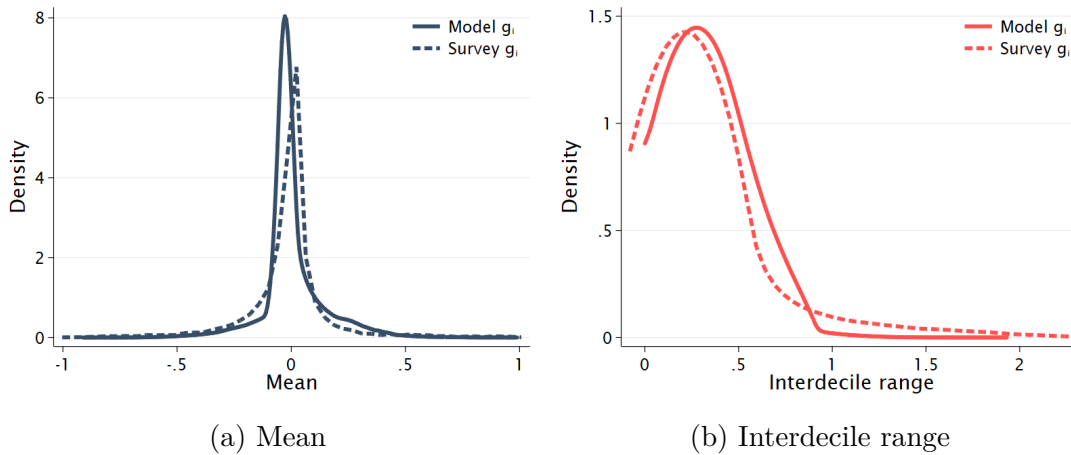 Model gᵢ
Survey gᵢ
Density
8
6
4
2
0
-1
-.5
0
.5
1
Mean
(a) Mean
Model gᵢ
Survey gᵢ
Density
1.5
1
.5
0
0
.5
1
1.5
2
Interdecile range
(b) Interdecile range